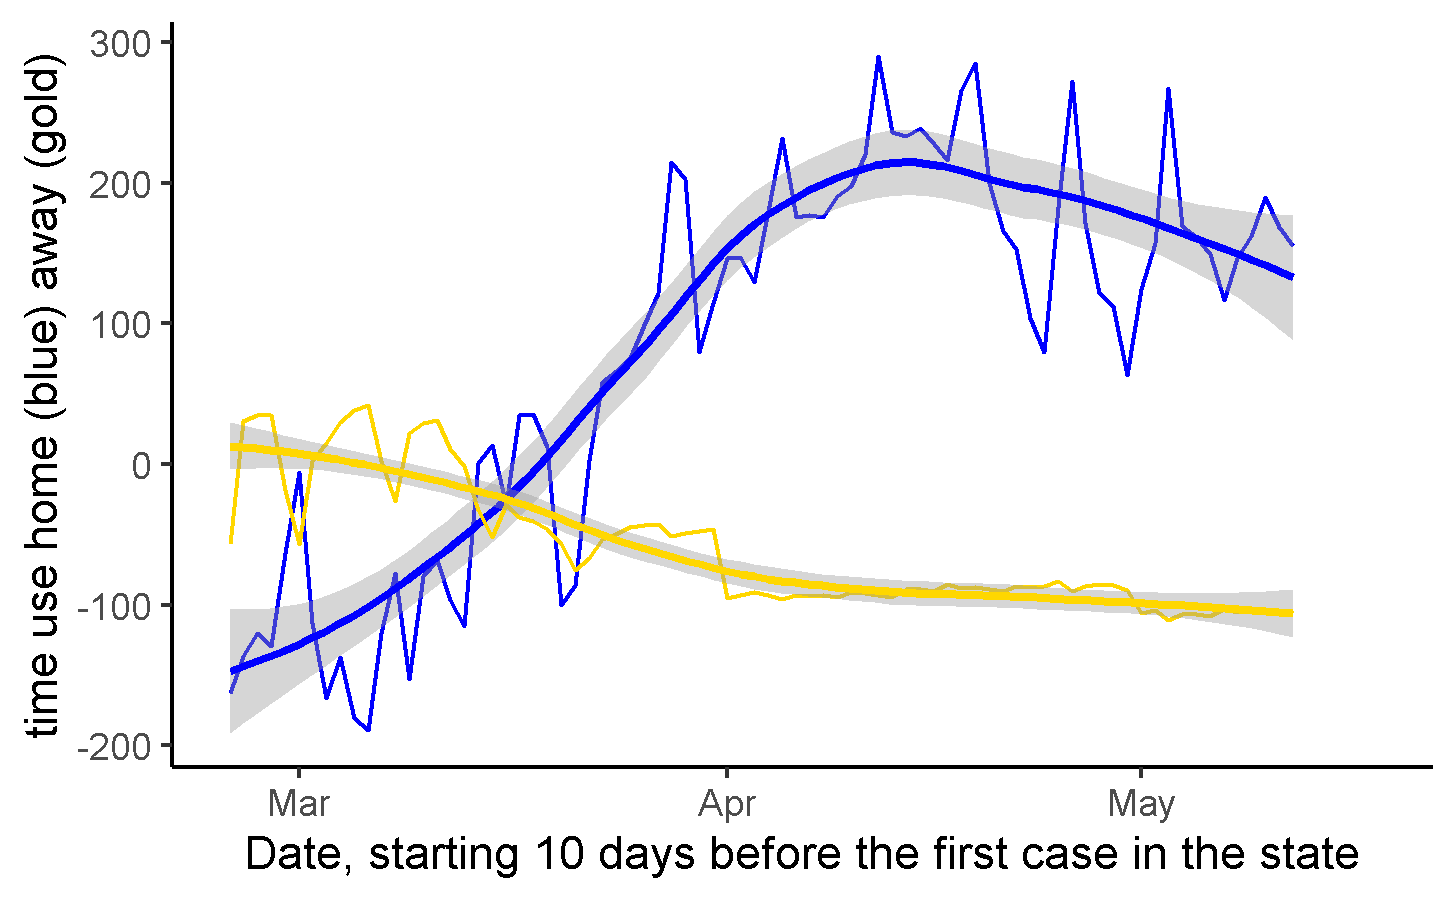 time use home (blue) away (gold)
300
200
100
0
-100
-200
Mar
Apr
May
Date, starting 10 days before the first case in the state